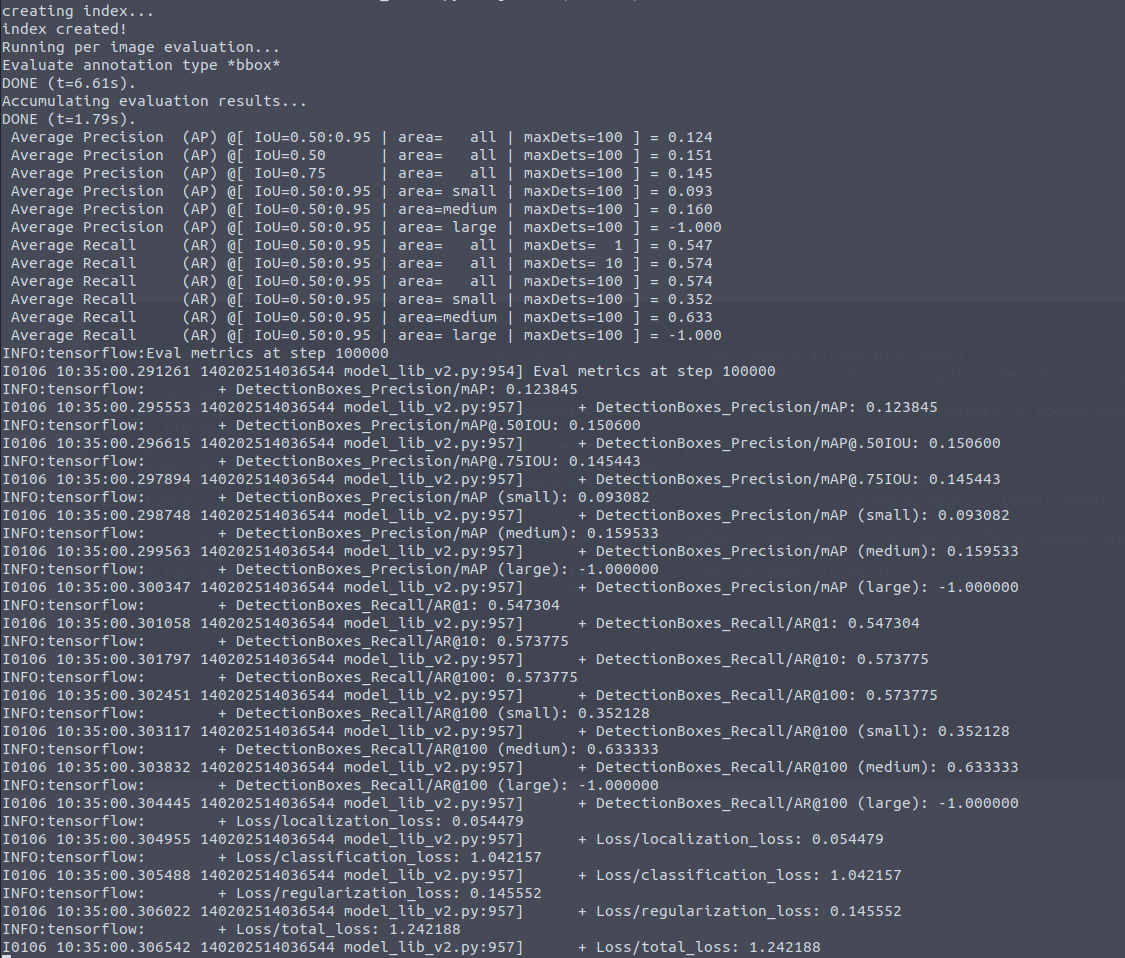 creating index...
index created!
Running per image evaluation...
Evaluate annotation type *bbox*
DONE (t=6.61s).
Accumulating evaluation results...
DONE (t=1.79s).
 Average Precision  (AP) @[ IoU=0.50:0.95 | area=   all | maxDets=100 ] = 0.124
 Average Precision  (AP) @[ IoU=0.50      | area=   all | maxDets=100 ] = 0.151
 Average Precision  (AP) @[ IoU=0.75      | area=   all | maxDets=100 ] = 0.145
 Average Precision  (AP) @[ IoU=0.50:0.95 | area= small | maxDets=100 ] = 0.093
 Average Precision  (AP) @[ IoU=0.50:0.95 | area=medium | maxDets=100 ] = 0.160
 Average Precision  (AP) @[ IoU=0.50:0.95 | area= large | maxDets=100 ] = -1.000
 Average Recall     (AR) @[ IoU=0.50:0.95 | area=   all | maxDets=  1 ] = 0.547
 Average Recall     (AR) @[ IoU=0.50:0.95 | area=   all | maxDets= 10 ] = 0.574
 Average Recall     (AR) @[ IoU=0.50:0.95 | area=   all | maxDets=100 ] = 0.574
 Average Recall     (AR) @[ IoU=0.50:0.95 | area= small | maxDets=100 ] = 0.352
 Average Recall     (AR) @[ IoU=0.50:0.95 | area=medium | maxDets=100 ] = 0.633
 Average Recall     (AR) @[ IoU=0.50:0.95 | area= large | maxDets=100 ] = -1.000
INFO:tensorflow:Eval metrics at step 100000
I0106 10:35:00.291261 140202514036544 model_lib_v2.py:954] Eval metrics at step 100000
INFO:tensorflow:        + DetectionBoxes_Precision/mAP: 0.123845
I0106 10:35:00.295553 140202514036544 model_lib_v2.py:957]      + DetectionBoxes_Precision/mAP: 0.123845
INFO:tensorflow:        + DetectionBoxes_Precision/mAP@.50IOU: 0.150600
I0106 10:35:00.296615 140202514036544 model_lib_v2.py:957]      + DetectionBoxes_Precision/mAP@.50IOU: 0.150600
INFO:tensorflow:        + DetectionBoxes_Precision/mAP@.75IOU: 0.145443
I0106 10:35:00.297894 140202514036544 model_lib_v2.py:957]      + DetectionBoxes_Precision/mAP@.75IOU: 0.145443
INFO:tensorflow:        + DetectionBoxes_Precision/mAP (small): 0.093082
I0106 10:35:00.298748 140202514036544 model_lib_v2.py:957]      + DetectionBoxes_Precision/mAP (small): 0.093082
INFO:tensorflow:        + DetectionBoxes_Precision/mAP (medium): 0.159533
I0106 10:35:00.299563 140202514036544 model_lib_v2.py:957]      + DetectionBoxes_Precision/mAP (medium): 0.159533
INFO:tensorflow:        + DetectionBoxes_Precision/mAP (large): -1.000000
I0106 10:35:00.300347 140202514036544 model_lib_v2.py:957]      + DetectionBoxes_Precision/mAP (large): -1.000000
INFO:tensorflow:        + DetectionBoxes_Recall/AR@1: 0.547304
I0106 10:35:00.301058 140202514036544 model_lib_v2.py:957]      + DetectionBoxes_Recall/AR@1: 0.547304
INFO:tensorflow:        + DetectionBoxes_Recall/AR@10: 0.573775
I0106 10:35:00.301797 140202514036544 model_lib_v2.py:957]      + DetectionBoxes_Recall/AR@10: 0.573775
INFO:tensorflow:        + DetectionBoxes_Recall/AR@100: 0.573775
I0106 10:35:00.302451 140202514036544 model_lib_v2.py:957]      + DetectionBoxes_Recall/AR@100: 0.573775
INFO:tensorflow:        + DetectionBoxes_Recall/AR@100 (small): 0.352128
I0106 10:35:00.303117 140202514036544 model_lib_v2.py:957]      + DetectionBoxes_Recall/AR@100 (small): 0.352128
INFO:tensorflow:        + DetectionBoxes_Recall/AR@100 (medium): 0.633333
I0106 10:35:00.303832 140202514036544 model_lib_v2.py:957]      + DetectionBoxes_Recall/AR@100 (medium): 0.633333
INFO:tensorflow:        + DetectionBoxes_Recall/AR@100 (large): -1.000000
I0106 10:35:00.304445 140202514036544 model_lib_v2.py:957]      + DetectionBoxes_Recall/AR@100 (large): -1.000000
INFO:tensorflow:        + Loss/localization_loss: 0.054479
I0106 10:35:00.304955 140202514036544 model_lib_v2.py:957]      + Loss/localization_loss: 0.054479
INFO:tensorflow:        + Loss/classification_loss: 1.042157
I0106 10:35:00.305488 140202514036544 model_lib_v2.py:957]      + Loss/classification_loss: 1.042157
INFO:tensorflow:        + Loss/regularization_loss: 0.145552
I0106 10:35:00.306022 140202514036544 model_lib_v2.py:957]      + Loss/regularization_loss: 0.145552
INFO:tensorflow:        + Loss/total_loss: 1.242188
I0106 10:35:00.306542 140202514036544 model_lib_v2.py:957]      + Loss/total_loss: 1.242188